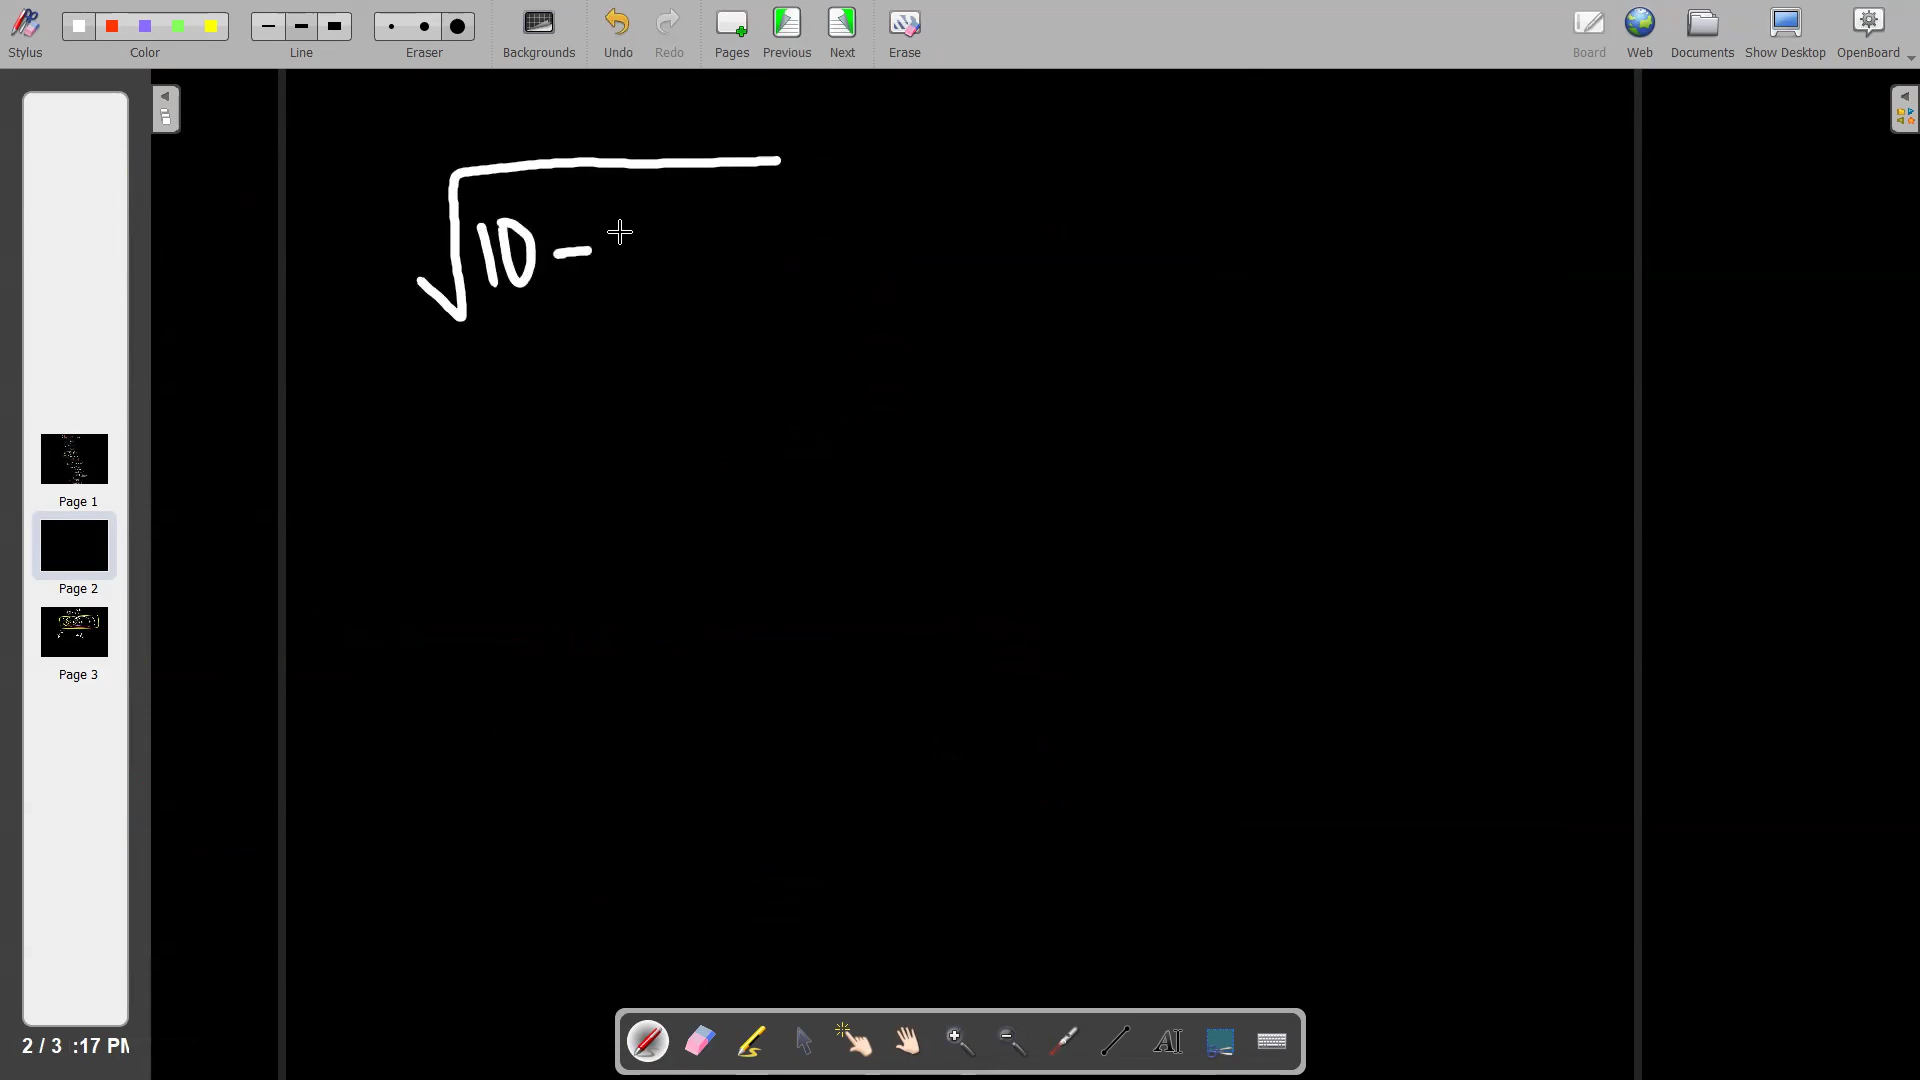 Stylus Color Line Eraser Backgrounds Undo Redo Pages Previous Next Erase Board Web Documents Show Desktop OpenBoard
√10 -
Page 1
Page 2
Page 3
2 / 3 :17 PM